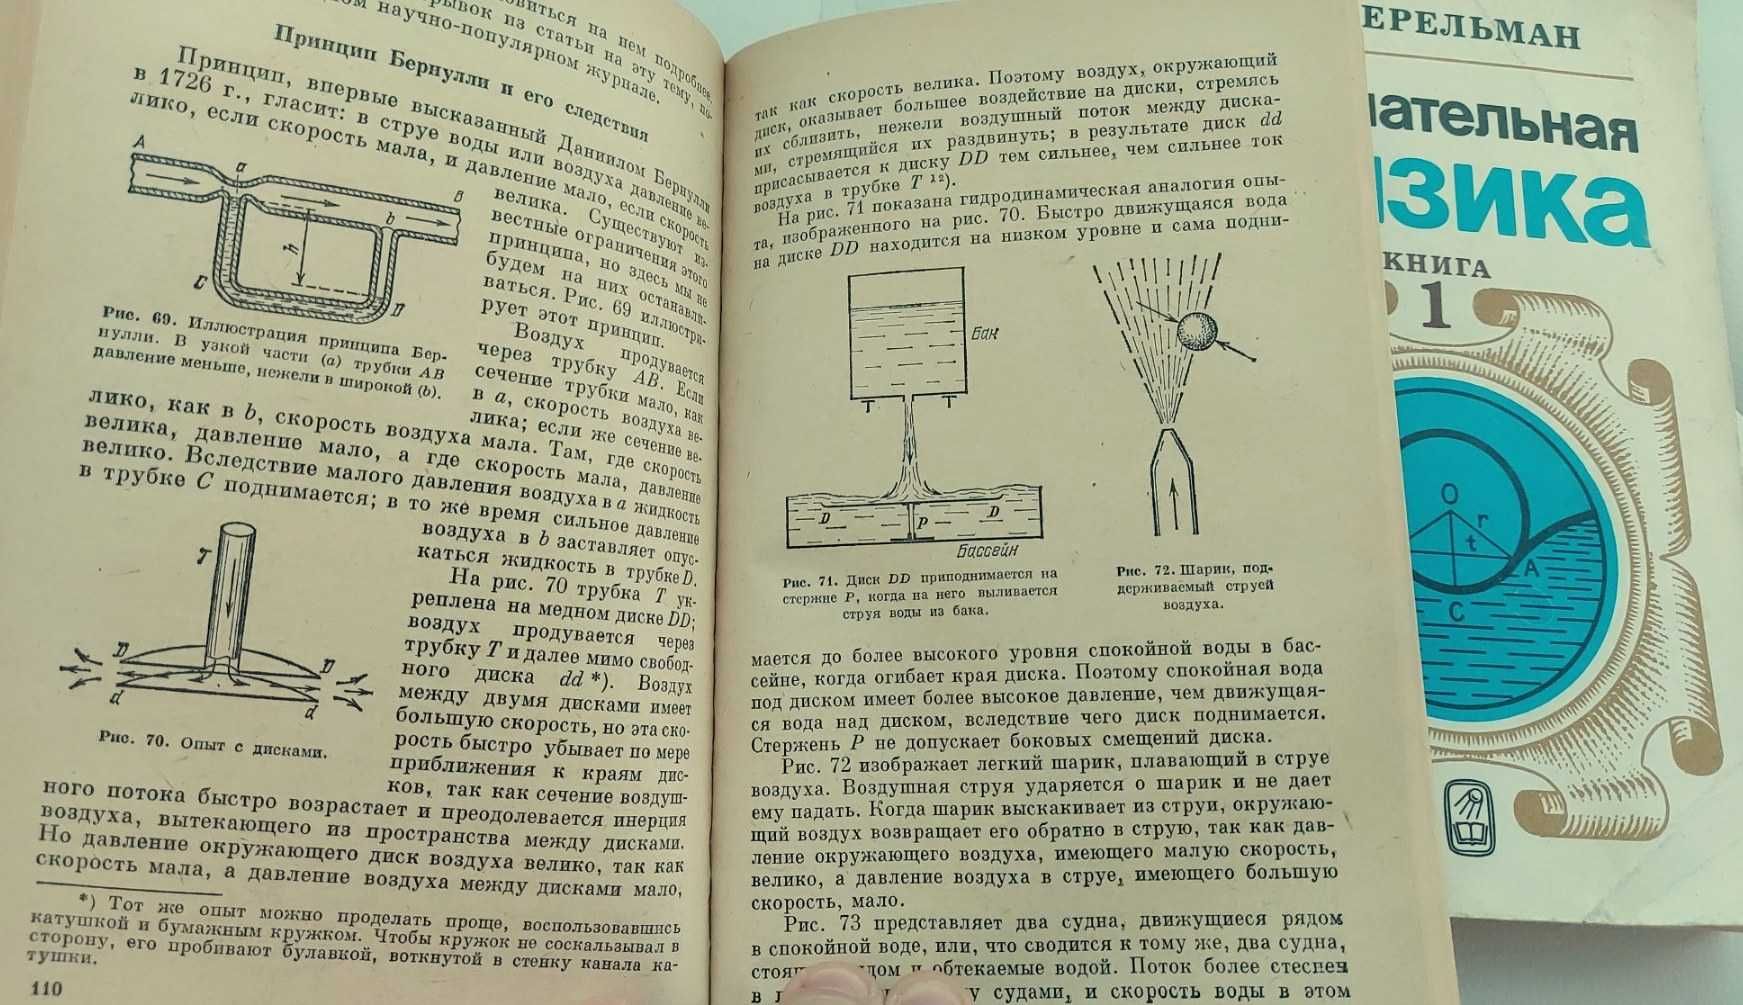 виться на нем подробнее
рывок из статьи на эту тему, по-
ом научно-популярном журнале.
Принцип Бернулли и его следствия
Принцип, впервые высказанный Даниилом Бернулли
в 1726 г., гласит: в струе воды или воздуха давление ве-
лико, если скорость мала, и давление мало, если скорость
велика. Существуют из-
вестные ограничения этого
принципа, но здесь мы не
будем на них останавли-
ваться. Рис. 69 иллюстри-
рует этот принцип.
Воздух продувается
через трубку AB. Если
сечение трубки мало, как
в a, скорость воздуха ве-
лика; если же сечение ве-
A
a
B
b
h
C
D
Рис. 69. Иллюстрация принципа Бер-
нулли. В узкой части (a) трубки AB
давление меньше, нежели в широкой (b).
лико, как в b, скорость воздуха мала. Там, где скорость
велика, давление мало, а где скорость мала, давление
велико. Вследствие малого давления воздуха в a жидкость
в трубке C поднимается; в то же время сильное давление
воздуха в b заставляет опус-
каться жидкость в трубке D.
На рис. 70 трубка T ук-
реплена на медном диске DD;
воздух продувается через
трубку T и далее мимо свобод-
ного диска dd *). Воздух
между двумя дисками имеет
большую скорость, но эта ско-
рость быстро убывает по мере
приближения к краям дис-
ков, так как сечение воздуш-
T
D
D
d
d
Рис. 70. Опыт с дисками.
ного потока быстро возрастает и преодолевается инерция
воздуха, вытекающего из пространства между дисками.
Но давление окружающего диск воздуха велико, так как
скорость мала, а давление воздуха между дисками мало,
*) Тот же опыт можно проделать проще, воспользовавшись
катушкой и бумажным кружком. Чтобы кружок не соскальзывал в
сторону, его пробивают булавкой, воткнутой в стенку канала ка-
тушки.
110
так как скорость велика. Поэтому воздух, окружающий
диск, оказывает большее воздействие на диски, стремясь
их сблизить, нежели воздушный поток между диска-
ми, стремящийся их раздвинуть; в результате диск dd
присасывается к диску DD тем сильнее, чем сильнее ток
воздуха в трубке T 12).
На рис. 71 показана гидродинамическая аналогия опы-
та, изображенного на рис. 70. Быстро движущаяся вода
на диске DD находится на низком уровне и сама подни-
Бак
D
P
D
Бассейн
Рис. 71. Диск DD приподнимается на
стержне P, когда на него выливается
струя воды из бака.
Рис. 72. Шарик, под-
держиваемый струей
воздуха.
мается до более высокого уровня спокойной воды в бас-
сейне, когда огибает края диска. Поэтому спокойная вода
под диском имеет более высокое давление, чем движущая-
ся вода над диском, вследствие чего диск поднимается.
Стержень P не допускает боковых смещений диска.
Рис. 72 изображает легкий шарик, плавающий в струе
воздуха. Воздушная струя ударяется о шарик и не дает
ему падать. Когда шарик выскакивает из струи, окружаю-
щий воздух возвращает его обратно в струю, так как дав-
ление окружающего воздуха, имеющего малую скорость,
велико, а давление воздуха в струе, имеющего большую
скорость, мало.
Рис. 73 представляет два судна, движущиеся рядом
в спокойной воде, или, что сводится к тому же, два судна,
стоя дом и обтекаемые водой. Поток более стеснен
в у судами, и скорость воды в этом
ЕРЕЛЬМАН
ательная
зика
КНИГА
1
O
r
t
A
C